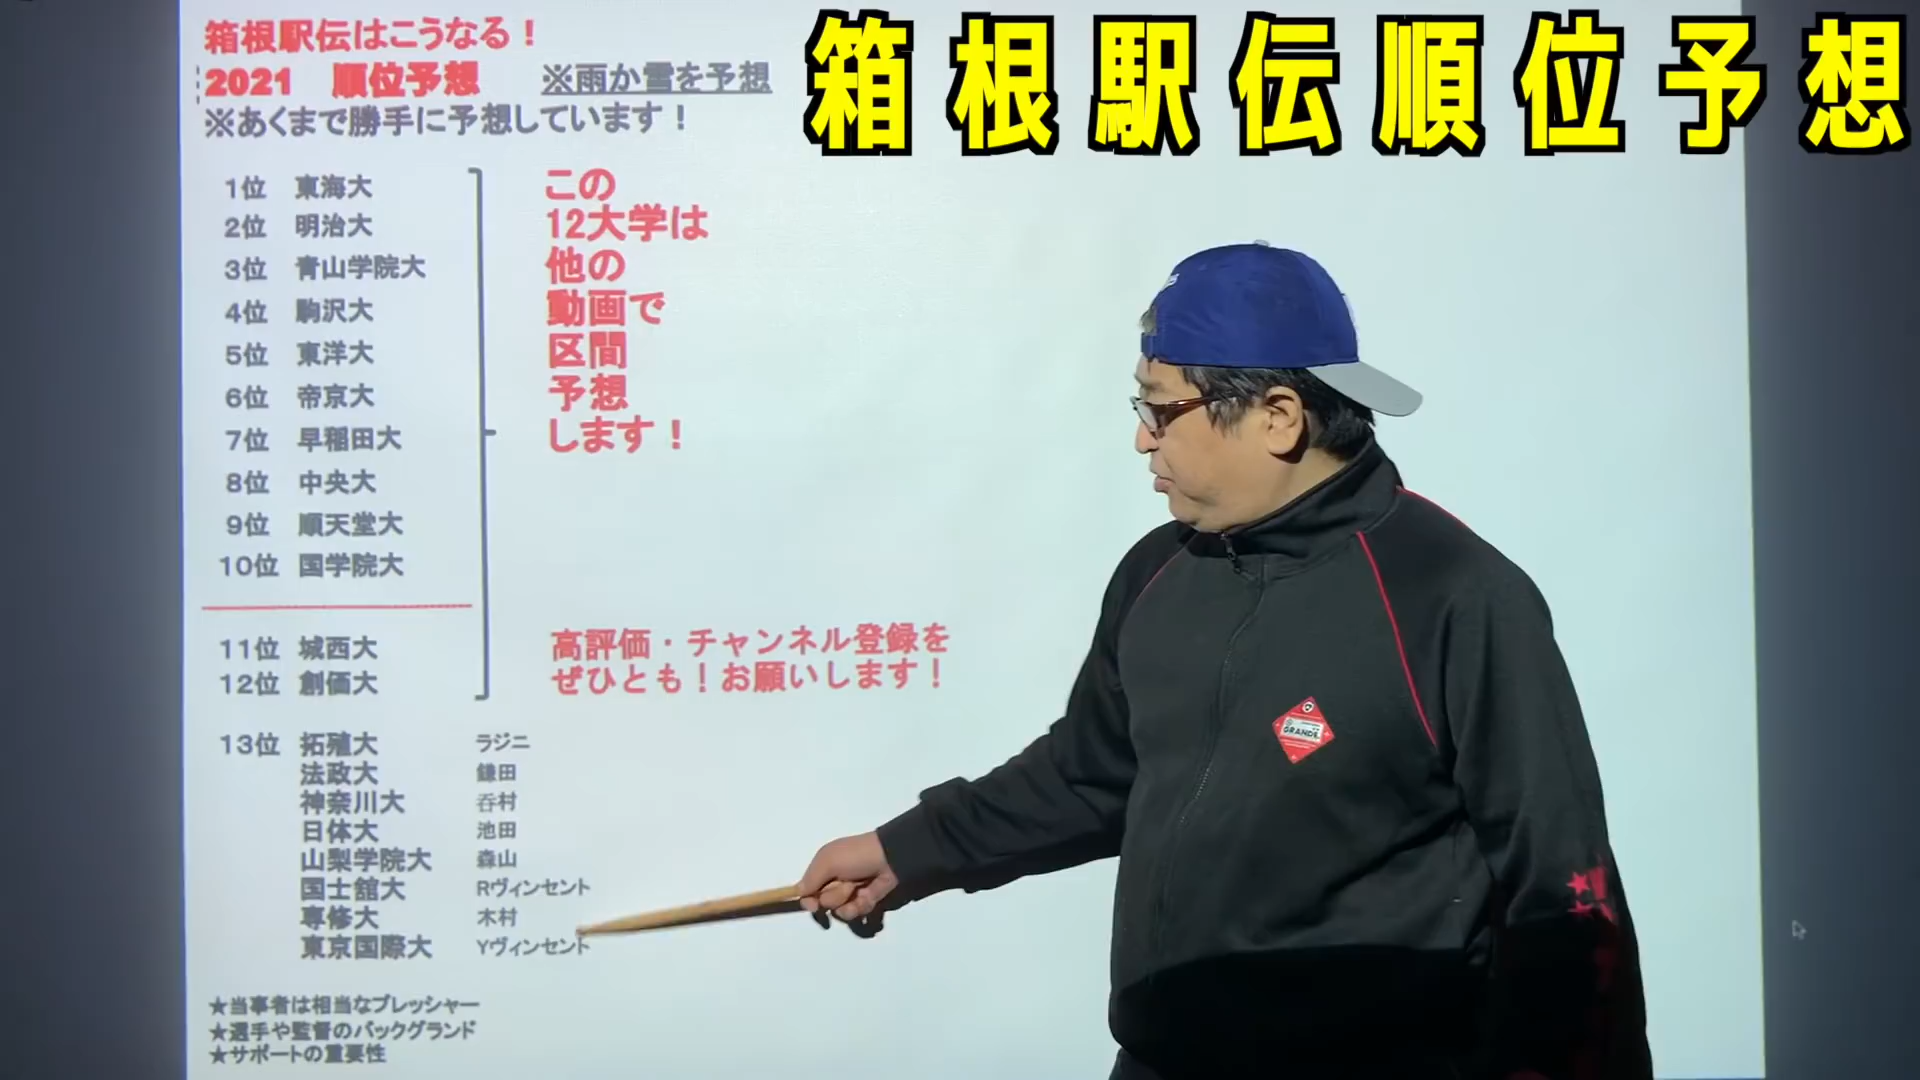 箱根駅伝順位予想
箱根駅伝はこうなる！
2021 順位予想 ※雨か雪を予想
※あくまで勝手に予想しています！
1位 東海大
2位 明治大
3位 青山学院大
4位 駒沢大
5位 東洋大
6位 帝京大
7位 早稲田大
8位 中央大
9位 順天堂大
10位 国学院大
11位 城西大
12位 創価大
この
12大学は
他の
動画で
区間
予想
します！
高評価・チャンネル登録を
ぜひとも！お願いします！
13位 拓殖大 ラジニ
法政大 鎌田
神奈川大 呑村
日体大 池田
山梨学院大 森山
国士舘大 Rヴィンセント
専修大 木村
東京国際大 Yヴィンセント
★当事者は相当なプレッシャー
★選手や監督のバックグランド
★サポートの重要性
GRANDE